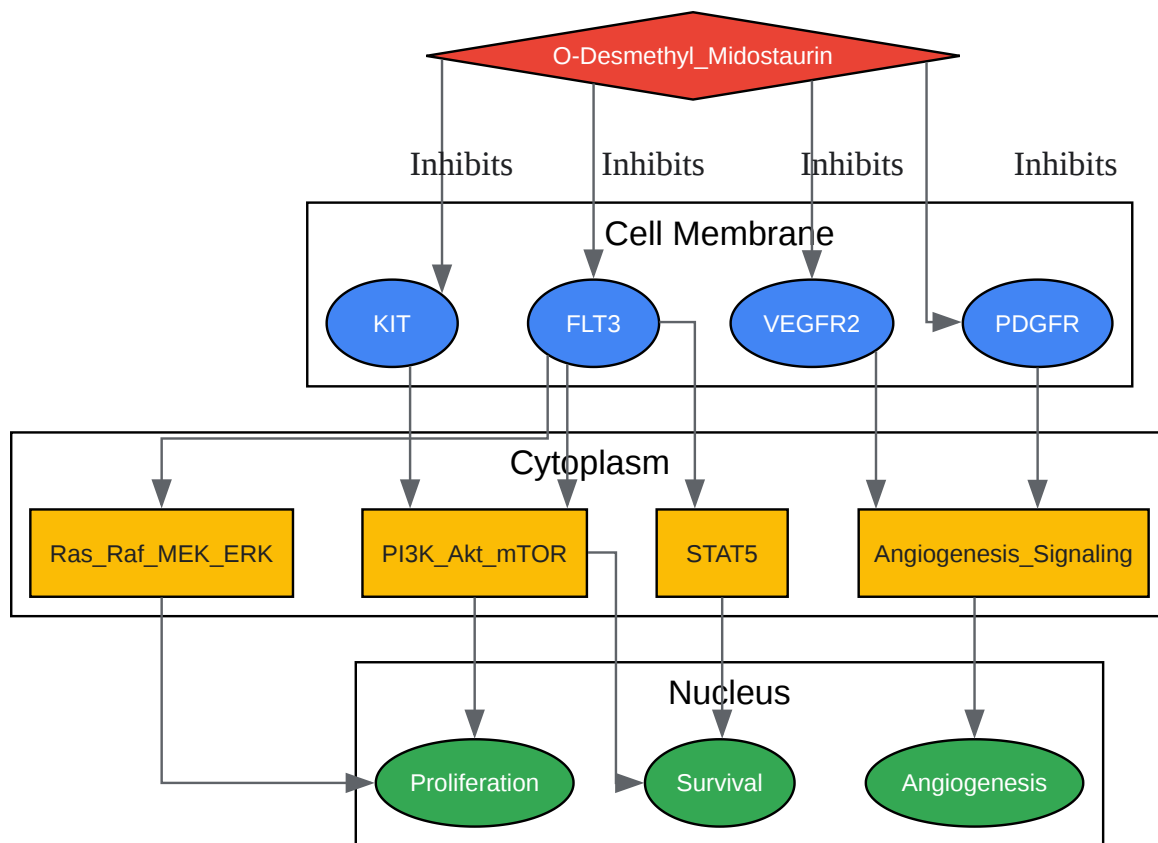 O-Desmethyl_Midostaurin
Inhibits Inhibits Inhibits Inhibits
Cell Membrane
KIT FLT3 VEGFR2 PDGFR
Cytoplasm
Ras_Raf_MEK_ERK PI3K_Akt_mTOR STAT5 Angiogenesis_Signaling
Nucleus
Proliferation Survival Angiogenesis